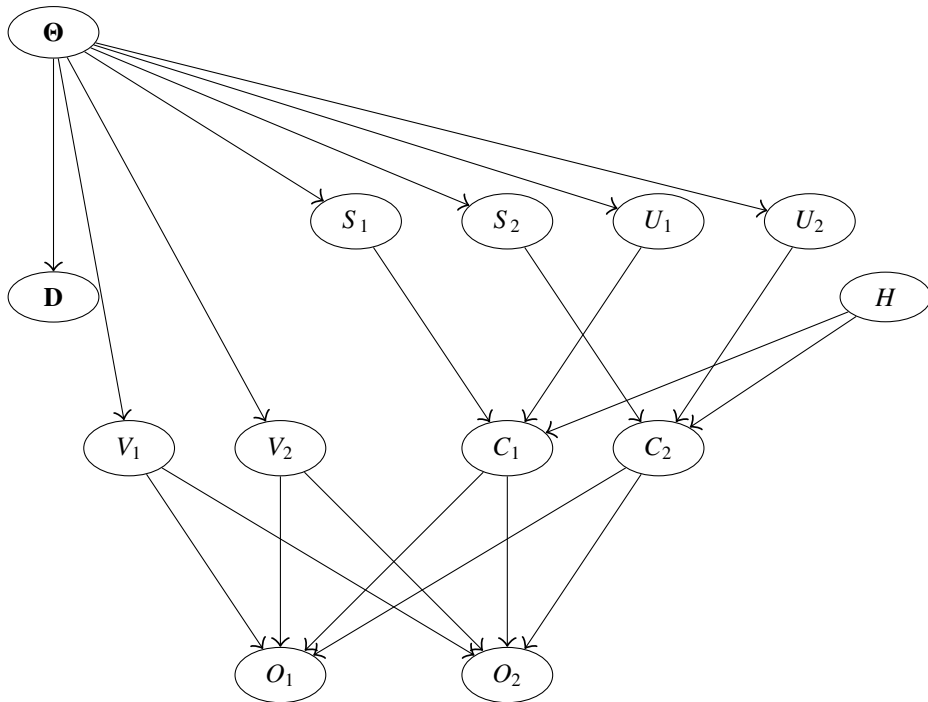 Θ
S₁ S₂ U₁ U₂
D H
V₁ V₂ C₁ C₂
O₁ O₂